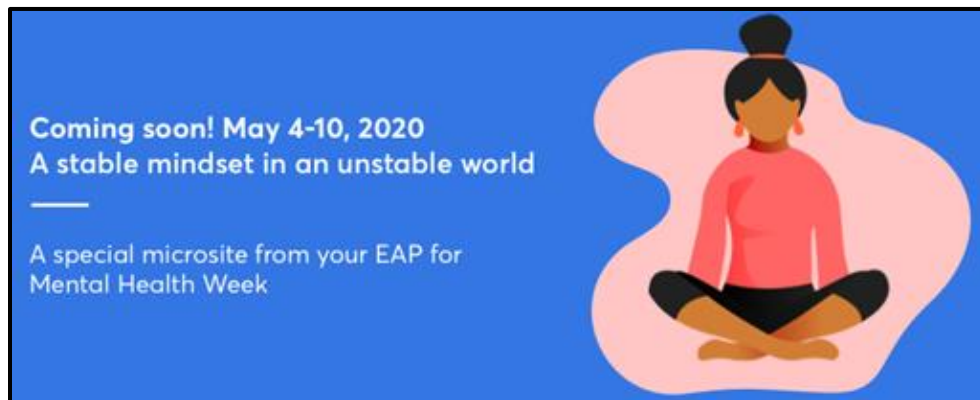 Coming soon! May 4-10, 2020
A stable mindset in an unstable world
A special microsite from your EAP for
Mental Health Week